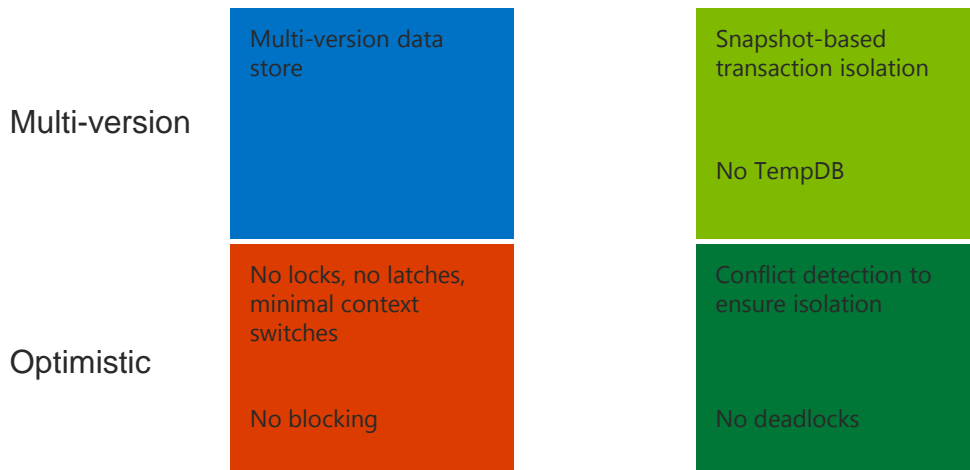 Multi-version
Multi-version data
store
Snapshot-based
transaction isolation
No TempDB
Optimistic
No locks, no latches,
minimal context
switches
No blocking
Conflict detection to
ensure isolation
No deadlocks